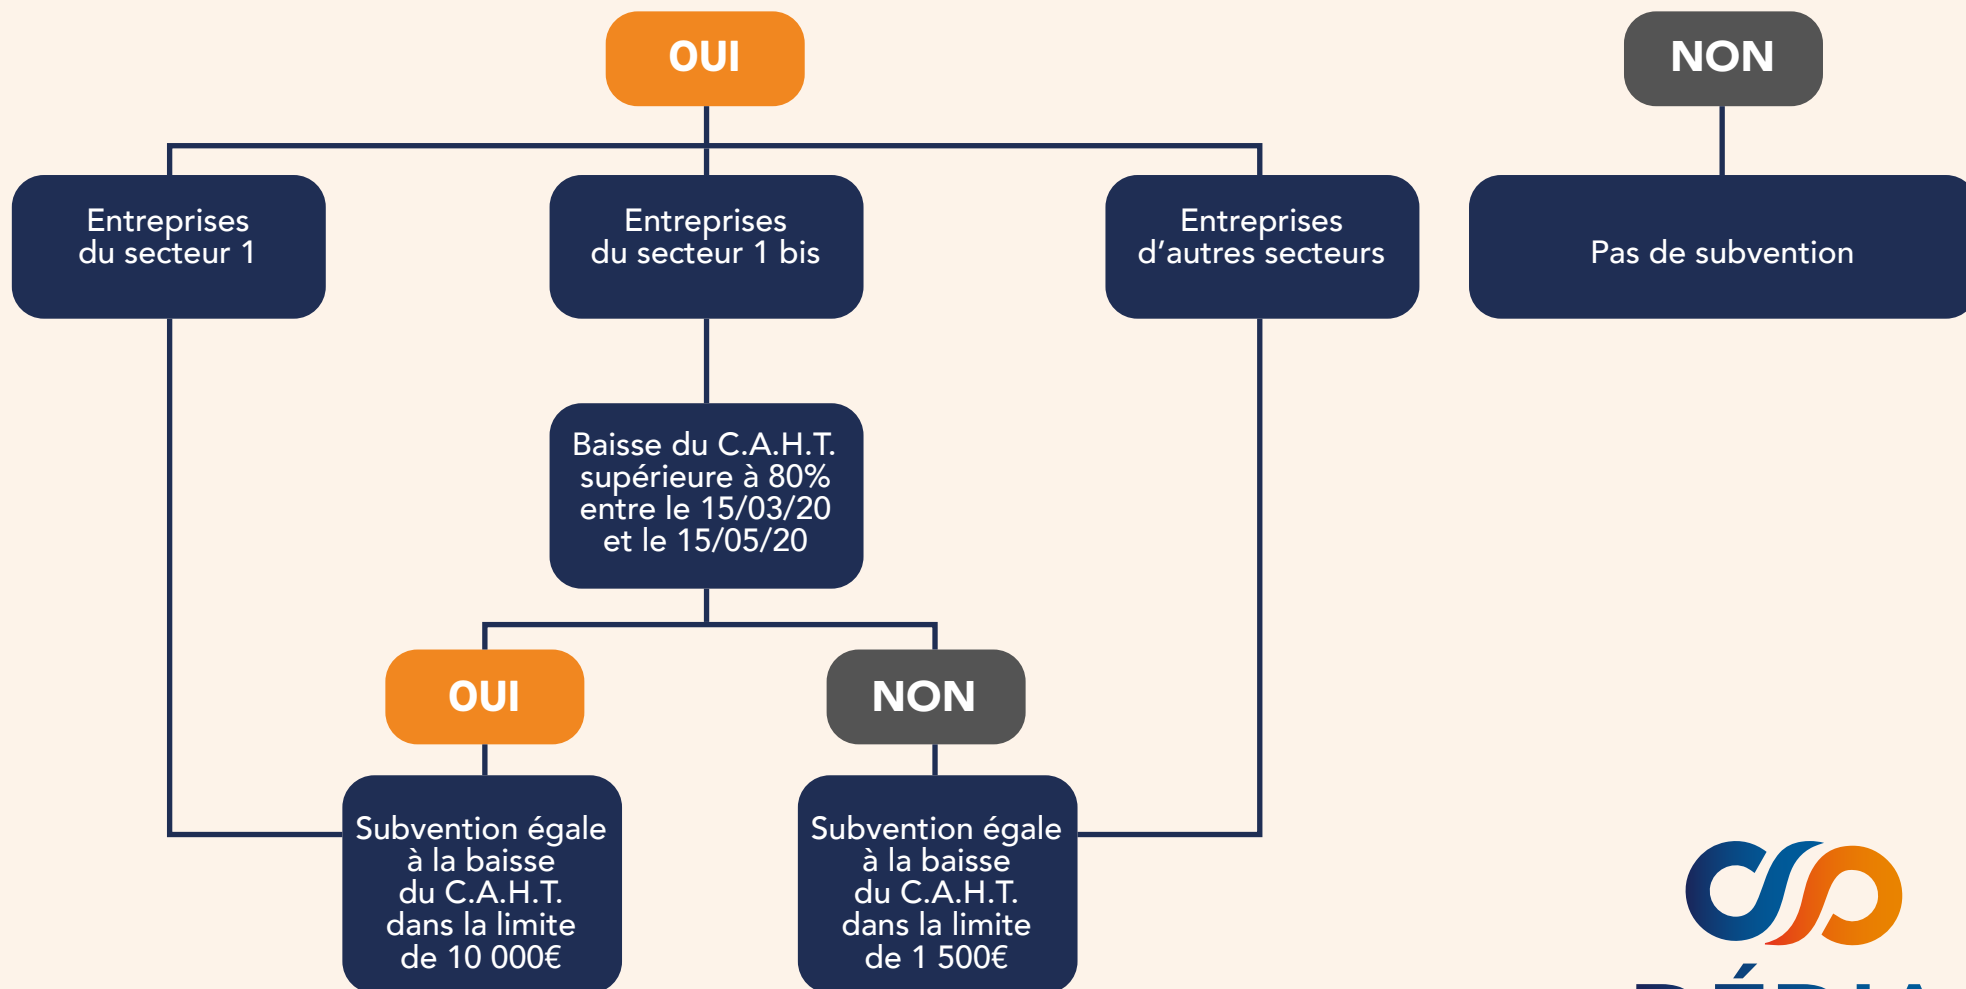 OUI
NON
Entreprises
du secteur 1
Entreprises
du secteur 1 bis
Entreprises
d'autres secteurs
Pas de subvention
Baisse du C.A.H.T.
supérieure à 80%
entre le 15/03/20
et le 15/05/20
OUI
NON
Subvention égale
à la baisse
du C.A.H.T.
dans la limite
de 10 000€
Subvention égale
à la baisse
du C.A.H.T.
dans la limite
de 1 500€